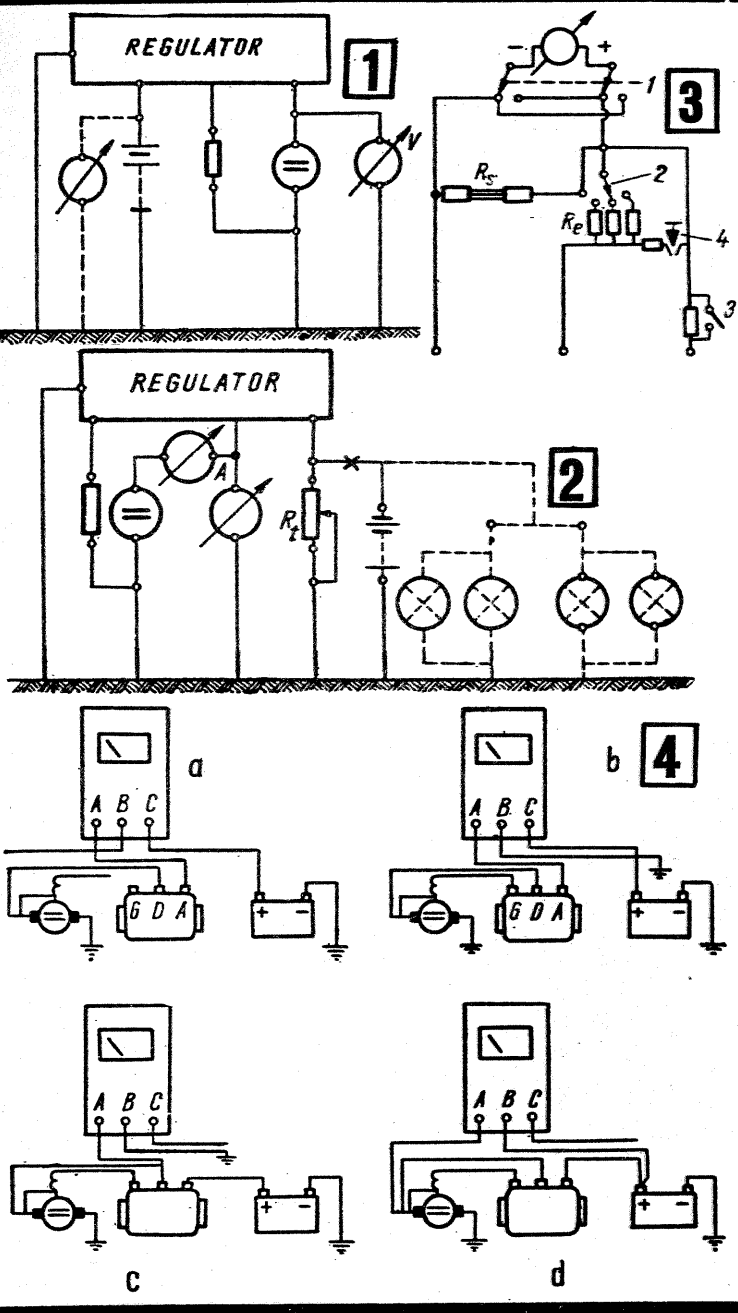 REGULATOR
1
V
- +
1
3
Rs
2
Re
4
3
REGULATOR
A
2
Rt
a
A B C
G D A
+ -
b
4
A B C
G D A
+ -
A B C
+ -
c
A B C
+ -
d